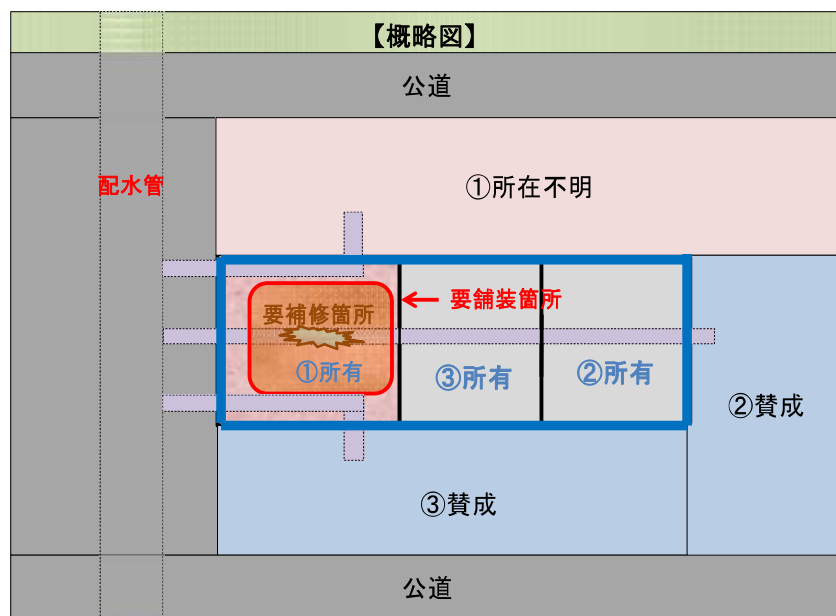 【概略図】
公道
配水管
①所在不明
要補修箇所
要舗装箇所
①所有
③所有
②所有
②賛成
③賛成
公道